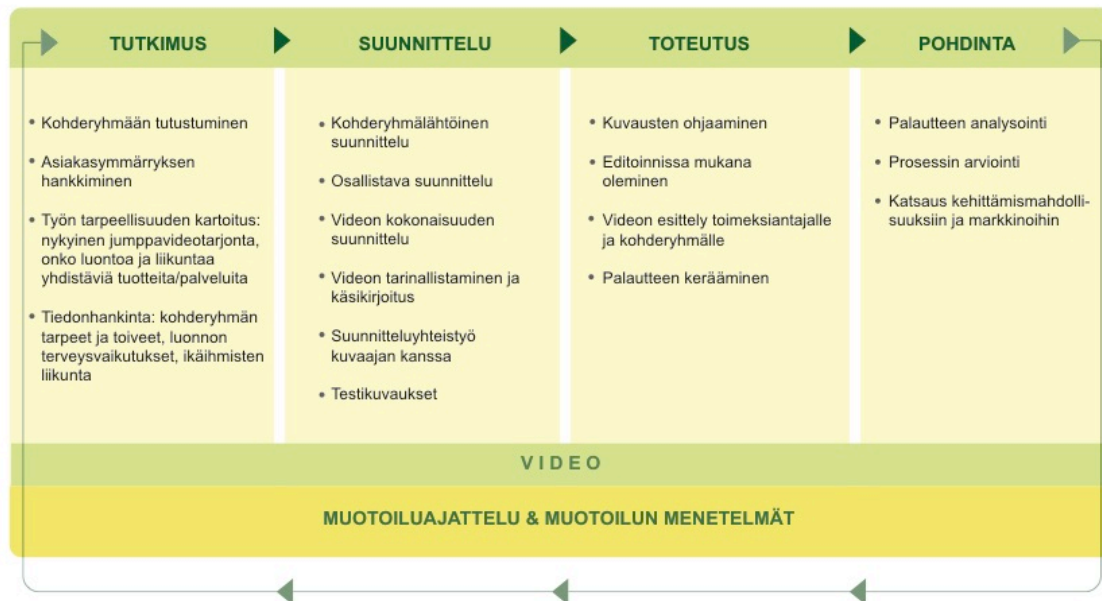 TUTKIMUS
SUUNNITTELU
TOTEUTUS
POHDINTA
• Kohderyhmään tutustuminen
• Asiakasymmärryksen
hankkiminen
• Työn tarpeellisuuden kartoitus:
nykyinen jumppavideotarjonta,
onko luontoa ja liikuntaa
yhdistäviä tuotteita/palveluita
• Tiedonhankinta: kohderyhmän
tarpeet ja toiveet, luonnon
terveysvaikutukset, ikäihmisten
liikunta
• Kohderyhmälähtöinen
suunnittelu
• Osallistava suunnittelu
• Videon kokonaisuuden
suunnittelu
• Videon tarinallistaminen ja
käsikirjoitus
• Suunnitteluyhteistyö
kuvaajan kanssa
• Testikuvaukset
• Kuvausten ohjaaminen
• Editoinnissa mukana
oleminen
• Videon esittely toimeksiantajalle
ja kohderyhmälle
• Palautteen kerääminen
• Palautteen analysointi
• Prosessin arviointi
• Katsaus kehittämismahdolli-
suuksiin ja markkinoihin
VIDEO
MUOTOILUAJATTELU & MUOTOILUN MENETELMÄT